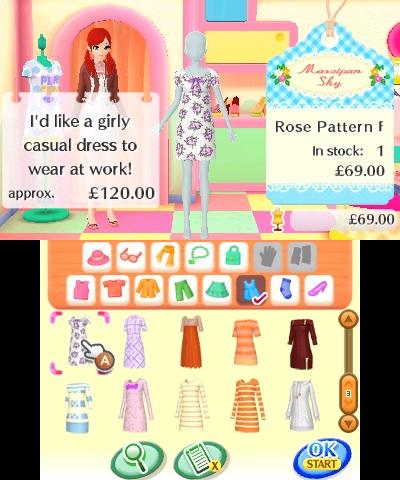 I'd like a girly
casual dress to
wear at work!
approx. £120.00
Marzipan
Sky
Rose Pattern F
In stock: 1
£69.00
£69.00
A
3
X
OK
START